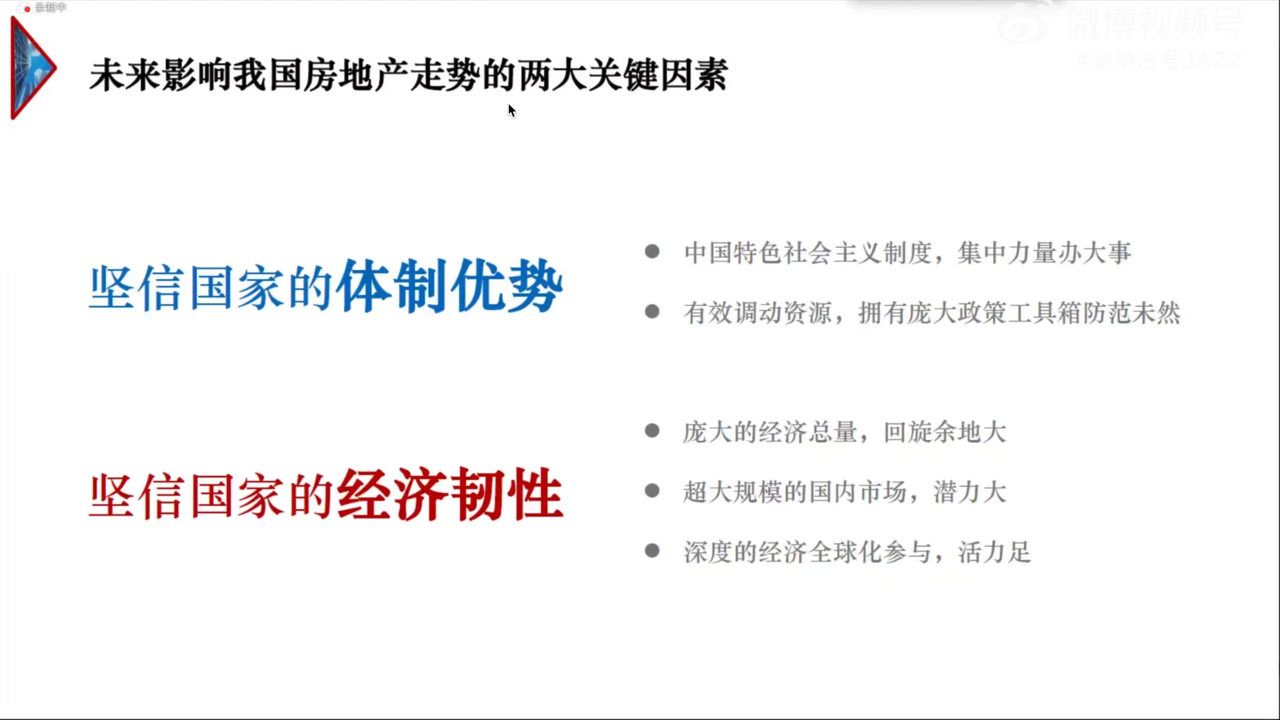 录制中
微博视频号
未来影响我国房地产走势的两大关键因素
坚信国家的体制优势
中国特色社会主义制度，集中力量办大事
有效调动资源，拥有庞大政策工具箱防范未然
坚信国家的经济韧性
庞大的经济总量，回旋余地大
超大规模的国内市场，潜力大
深度的经济全球化参与，活力足